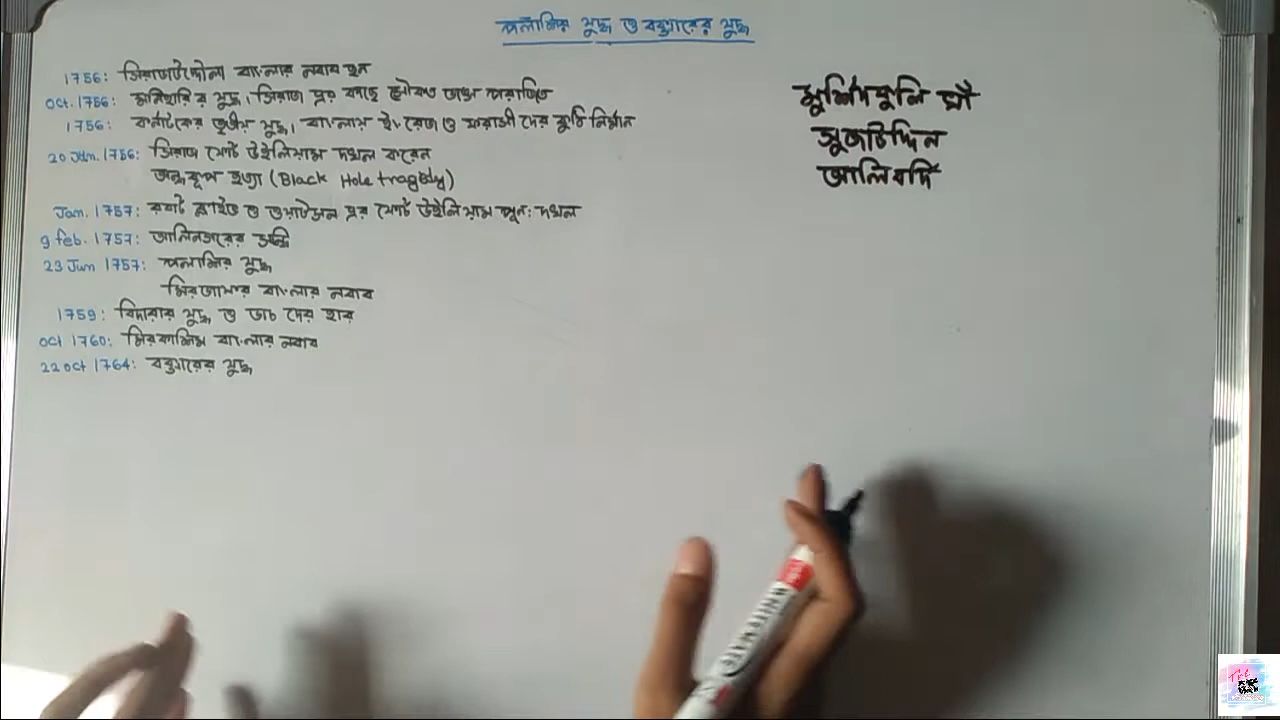 পলাশির যুদ্ধ ও বক্সারের যুদ্ধ
1756: সিরাজউদ্দৌলা বাংলার নবাব হন
Oct. 1756: মনিহারি র যুদ্ধ। সিরাজ এর কাছে সৌকত জঙ্গ পরাজিত
1756: কর্নাটকের তৃতীয় যুদ্ধ। বাংলায় ইংরেজ ও ফরাসী দের দূর্গ নির্মান
20 Jun. 1756: সিরাজ ফোর্ট উইলিয়াম দখল করেন
অন্ধকূপ হত্যা (Black Hole tragedy)
Jan. 1757: রবার্ট ক্লাইভ ও ওয়াটসন এর ফোর্ট উইলিয়াম পুন: দখল
9 feb. 1757: আলিনগরের সন্ধি
23 Jun 1757: পলাশির যুদ্ধ
মিরজাফর বাংলার নবাব
1759: বিদারার যুদ্ধ ও ডাচ দের হার
Oct 1760: মিরকাশিম বাংলার নবাব
22 Oct 1764: বক্সারের যুদ্ধ
মুর্শিদকুলি খাঁ
সুজাউদ্দিন
আলিবর্দি